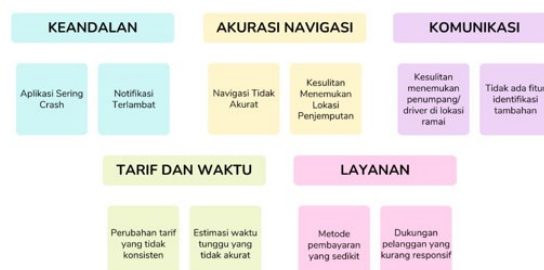 KEANDALAN
AKURASI NAVIGASI
KOMUNIKASI
Aplikasi Sering
Crash
Notifikasi
Terlambat
Navigasi Tidak
Akurat
Kesulitan
Menemukan
Lokasi
Penjemputan
Kesulitan
menemukan
penumpang/
driver di lokasi
ramai
Tidak ada fitur
identifikasi
tambahan
TARIF DAN WAKTU
LAYANAN
Perubahan tarif
yang tidak
konsisten
Estimasi waktu
tunggu yang
tidak akurat
Metode
pembayaran
yang sedikit
Dukungan
pelanggan yang
kurang responsif